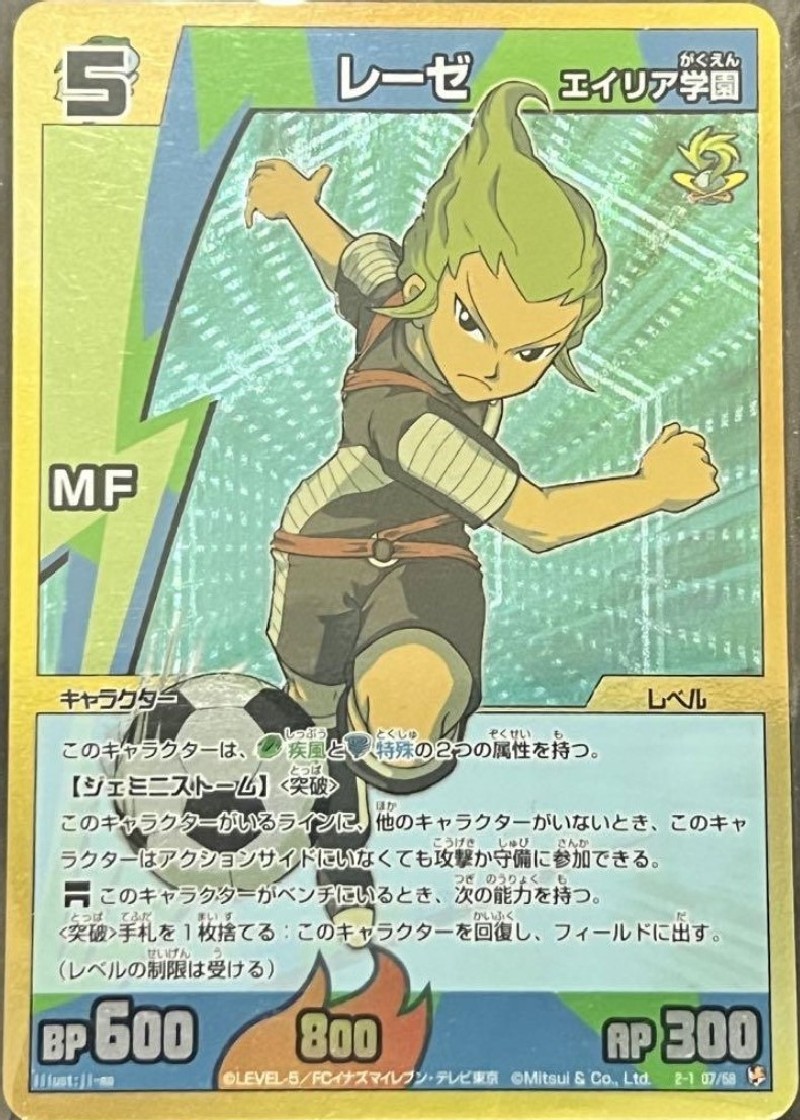 5
レーゼ
エイリア学園
がくえん
MF
キャラクター
レベル
このキャラクターは、疾風と特殊の2つの属性を持つ。
しっぷう とくしゅ ぞくせい も
【ジェミニストーム】<突破>
とっぱ
このキャラクターがいるラインに、他のキャラクターがいないとき、このキャ
ほか
ラクターはアクションサイドにいなくても攻撃か守備に参加できる。
こうげき しゅび さんか
このキャラクターがベンチにいるとき、次の能力を持つ。
つぎ のうりょく も
<突破>手札を1枚捨てる：このキャラクターを回復し、フィールドに出す。
とっぱ てふだ まい す かいふく だ
(レベルの制限は受ける)
せいげん う
BP 600
800
AP 300
illust:ji-mo
©LEVEL-5/FCイナズマイレブン・テレビ東京 ©Mitsui & Co., Ltd. 2-1 07/68